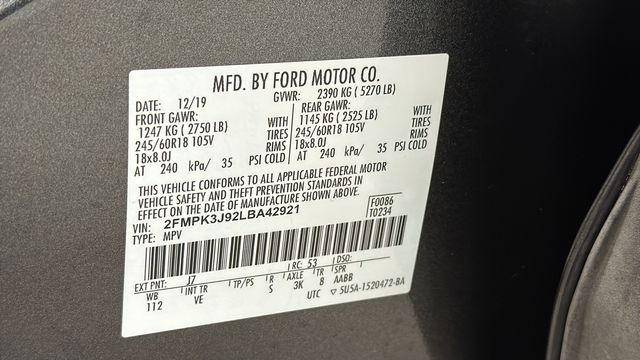 MFD. BY FORD MOTOR CO.
DATE: 12/19 GVWR: 2390 KG ( 5270 LB)
FRONT GAWR: REAR GAWR:
1247 KG ( 2750 LB) WITH 1145 KG ( 2525 LB) WITH
245/60R18 105V TIRES 245/60R18 105V TIRES
18x8.0J RIMS 18x8.0J RIMS
AT 240 kPa/ 35 PSI COLD AT 240 kPa/ 35 PSI COLD
THIS VEHICLE CONFORMS TO ALL APPLICABLE FEDERAL MOTOR
VEHICLE SAFETY AND THEFT PREVENTION STANDARDS IN
EFFECT ON THE DATE OF MANUFACTURE SHOWN ABOVE.
VIN: 2FMPK3J92LBA42921 F0086
TYPE: MPV T0234
EXT PNT: J7 RC: 53 DSO:
WB INT TR TP/PS R AXLE TR SPR
112 VE S 3K 8 AABB
UTC ▽ 5U5A-1520472-BA